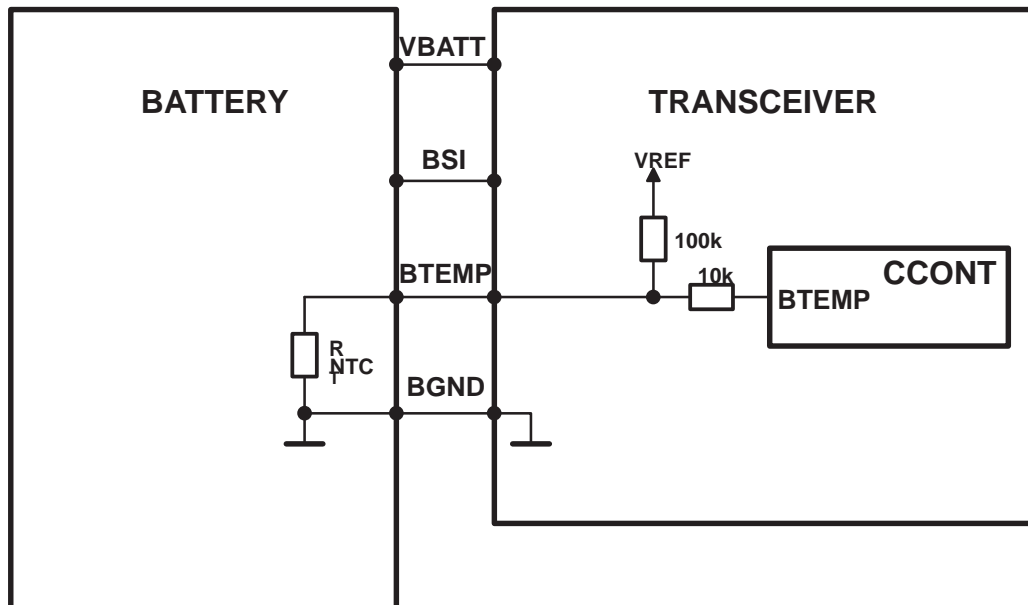 VBATT
BATTERY
TRANSCEIVER
BSI
VREF
100k
BTEMP
10k
CCONT
BTEMP
R
T
NTC
BGND